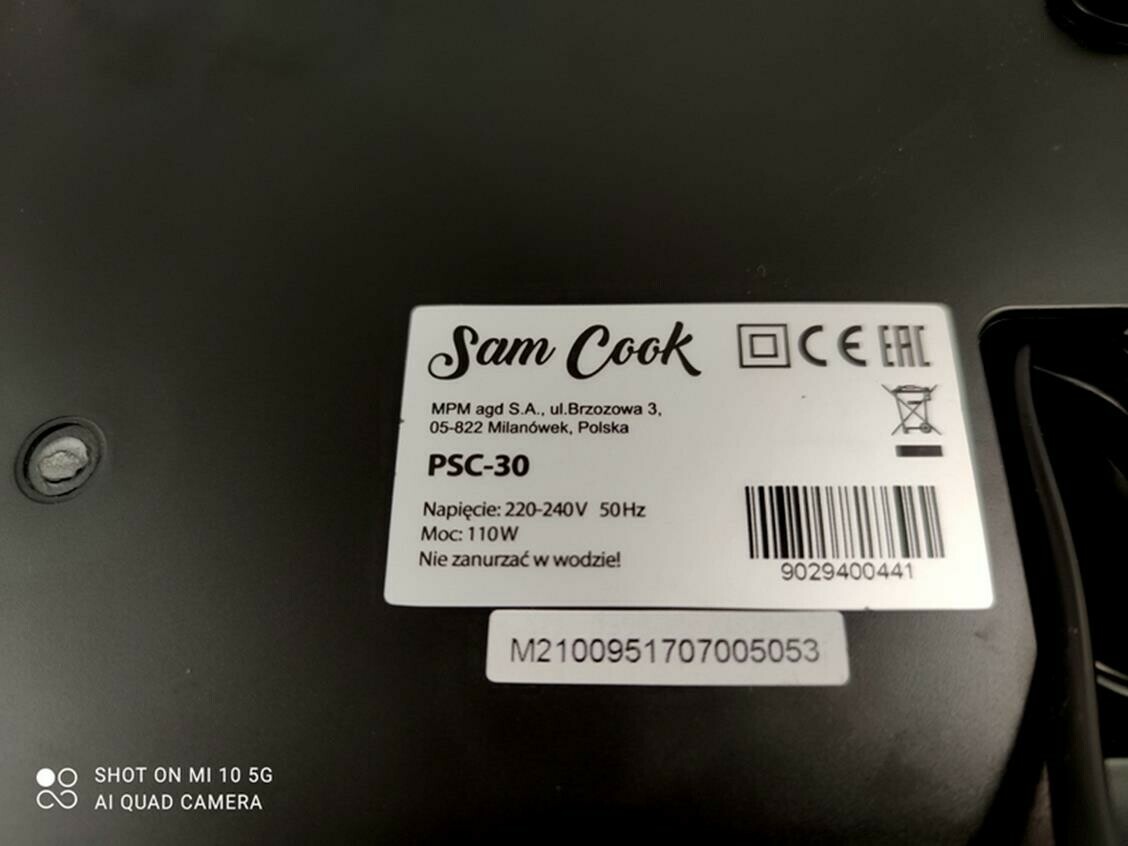 Sam Cook
CE EAC
MPM agd S.A., ul.Brzozowa 3,
05-822 Milanówek, Polska
PSC-30
Napięcie: 220-240V 50Hz
Moc: 110W
Nie zanurzać w wodzie!
9029400441
M2100951707005053
SHOT ON MI 10 5G
AI QUAD CAMERA